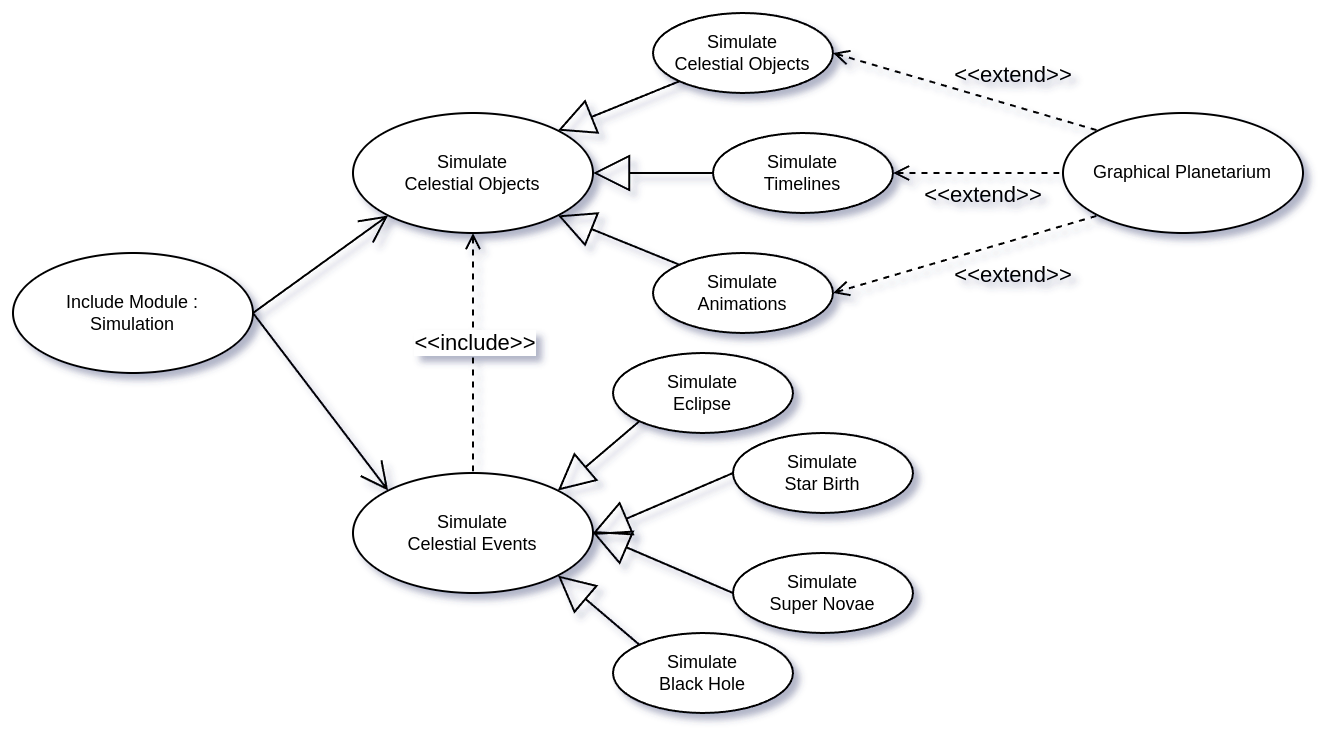 Simulate
Celestial Objects
<<extend>>
Simulate
Celestial Objects
Simulate
Timelines
Graphical Planetarium
<<extend>>
Include Module :
Simulation
Simulate
Animations
<<extend>>
<<include>>
Simulate
Eclipse
Simulate
Star Birth
Simulate
Celestial Events
Simulate
Super Novae
Simulate
Black Hole